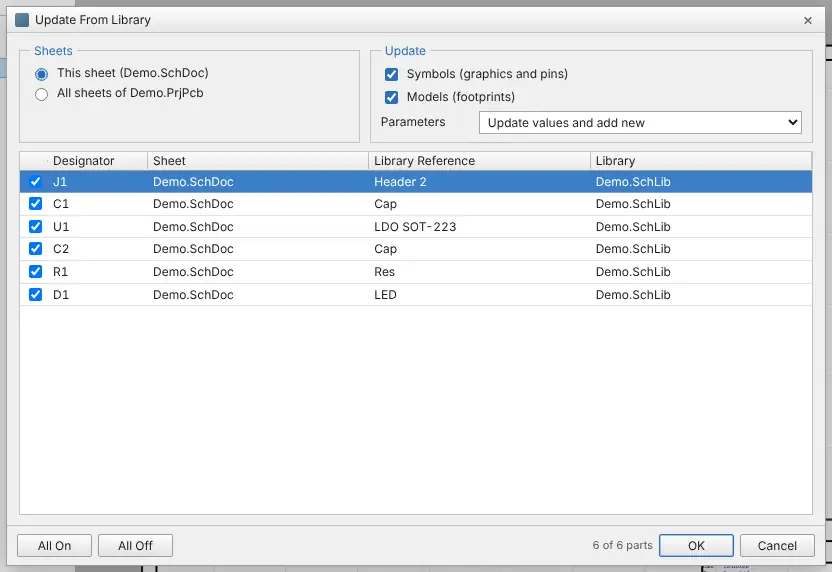 Update From Library
Sheets
This sheet (Demo.SchDoc)
All sheets of Demo.PrjPcb
Update
Symbols (graphics and pins)
Models (footprints)
Parameters Update values and add new
Designator Sheet Library Reference Library
J1 Demo.SchDoc Header 2 Demo.SchLib
C1 Demo.SchDoc Cap Demo.SchLib
U1 Demo.SchDoc LDO SOT-223 Demo.SchLib
C2 Demo.SchDoc Cap Demo.SchLib
R1 Demo.SchDoc Res Demo.SchLib
D1 Demo.SchDoc LED Demo.SchLib
All On All Off 6 of 6 parts OK Cancel